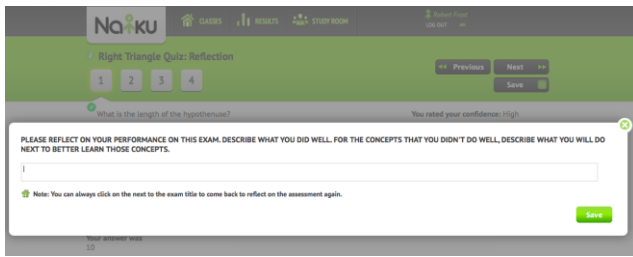 Naiku
CLASSES
RESULTS
STUDY ROOM
Robert Frost
LOG OUT
Right Triangle Quiz: Reflection
Previous
Next
1 2 3 4
Save
What is the length of the hypothenuse?
You rated your confidence: High
PLEASE REFLECT ON YOUR PERFORMANCE ON THIS EXAM. DESCRIBE WHAT YOU DID WELL. FOR THE CONCEPTS THAT YOU DIDN'T DO WELL, DESCRIBE WHAT YOU WILL DO
NEXT TO BETTER LEARN THOSE CONCEPTS.
Note: You can always click on the next to the exam title to come back to reflect on the assessment again.
Save
Your answer was
10